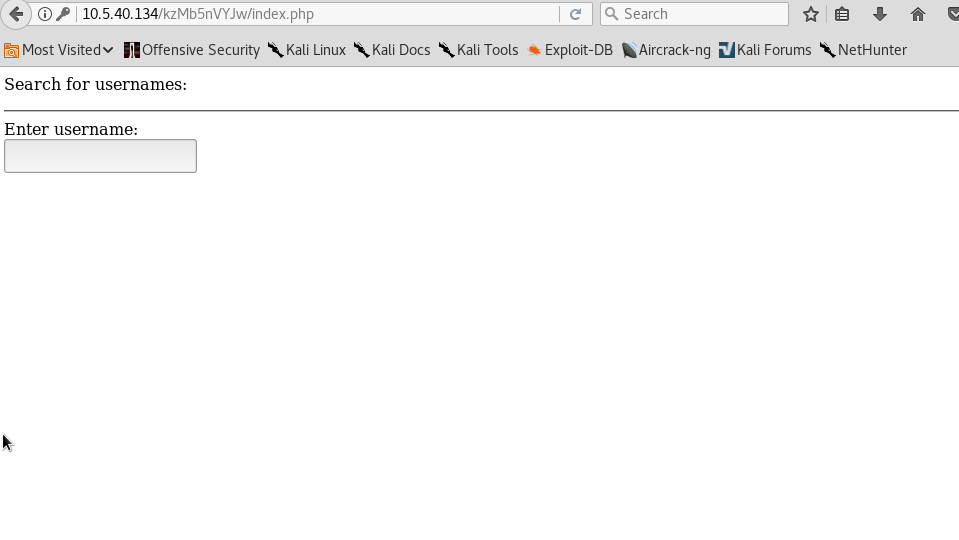 10.5.40.134/kzMb5nVYJw/index.php Search
Most Visited Offensive Security Kali Linux Kali Docs Kali Tools Exploit-DB Aircrack-ng Kali Forums NetHunter
Search for usernames:
Enter username: